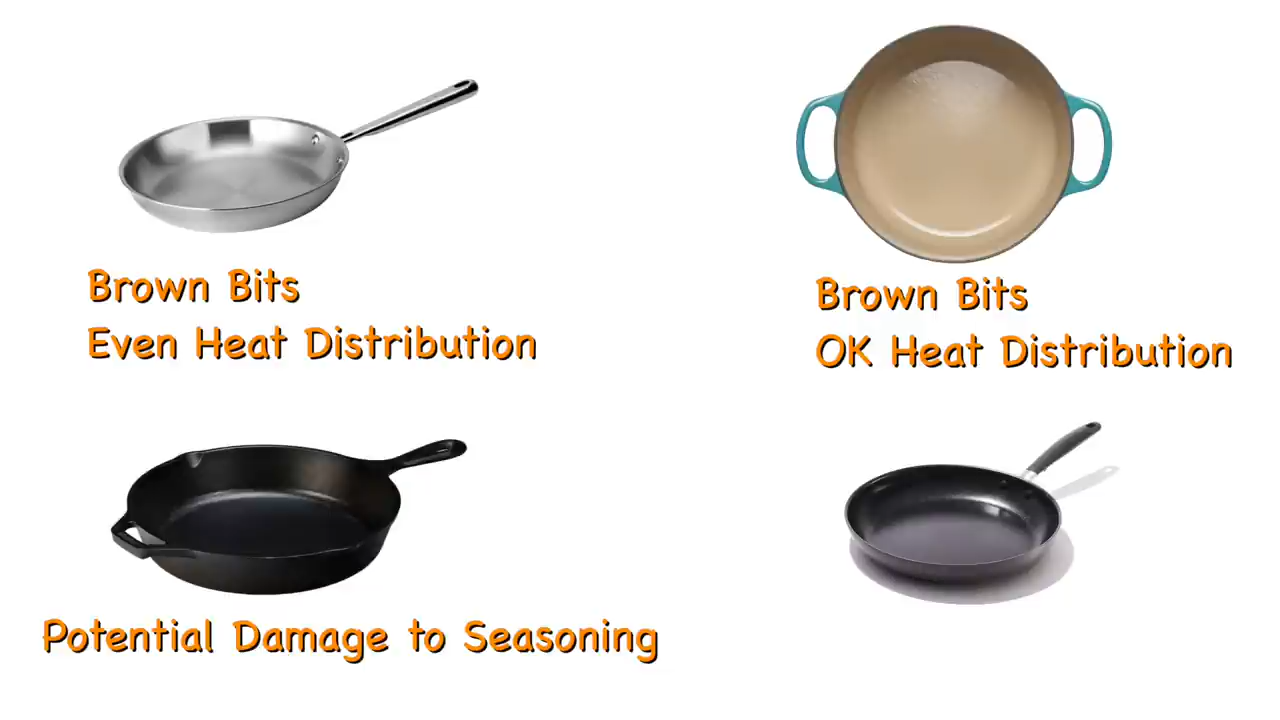 Brown Bits
Even Heat Distribution
Brown Bits
OK Heat Distribution
Potential Damage to Seasoning